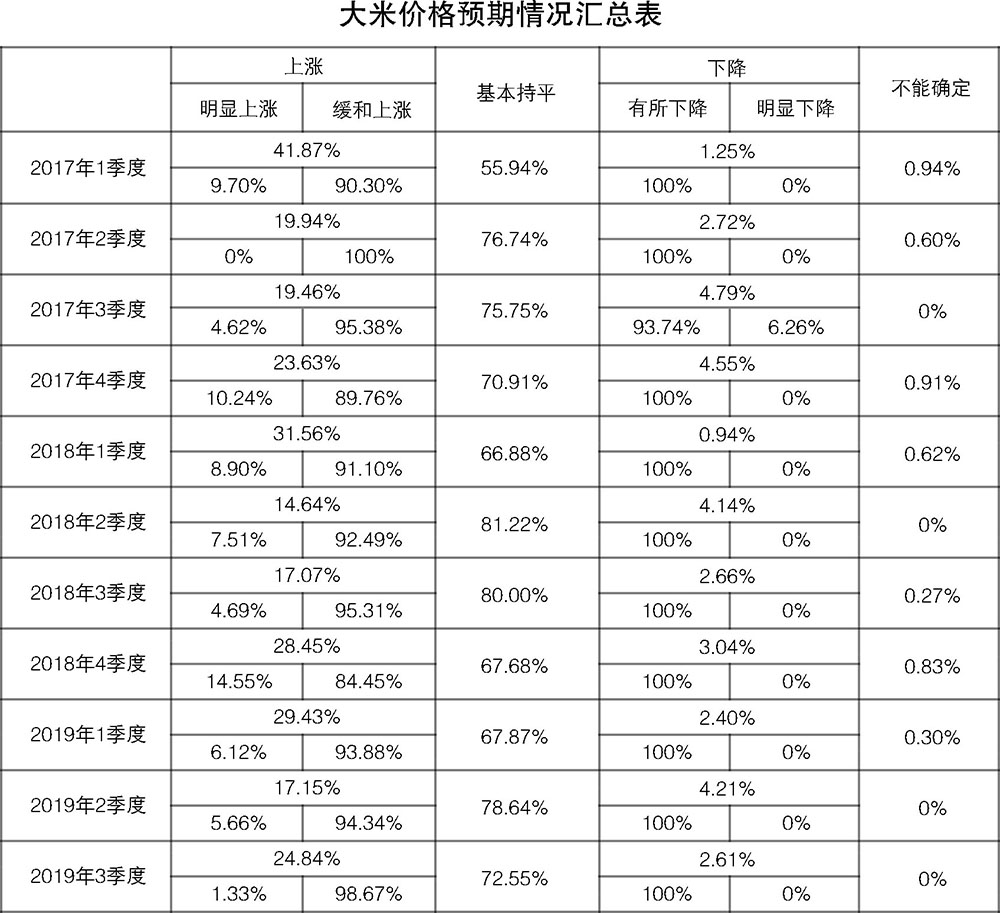 大米价格预期情况汇总表
上涨 基本持平 下降 不能确定
明显上涨 缓和上涨 有所下降 明显下降
2017年1季度 41.87% 55.94% 1.25% 0.94%
9.70% 90.30% 100% 0%
2017年2季度 19.94% 76.74% 2.72% 0.60%
0% 100% 100% 0%
2017年3季度 19.46% 75.75% 4.79% 0%
4.62% 95.38% 93.74% 6.26%
2017年4季度 23.63% 70.91% 4.55% 0.91%
10.24% 89.76% 100% 0%
2018年1季度 31.56% 66.88% 0.94% 0.62%
8.90% 91.10% 100% 0%
2018年2季度 14.64% 81.22% 4.14% 0%
7.51% 92.49% 100% 0%
2018年3季度 17.07% 80.00% 2.66% 0.27%
4.69% 95.31% 100% 0%
2018年4季度 28.45% 67.68% 3.04% 0.83%
14.55% 84.45% 100% 0%
2019年1季度 29.43% 67.87% 2.40% 0.30%
6.12% 93.88% 100% 0%
2019年2季度 17.15% 78.64% 4.21% 0%
5.66% 94.34% 100% 0%
2019年3季度 24.84% 72.55% 2.61% 0%
1.33% 98.67% 100% 0%